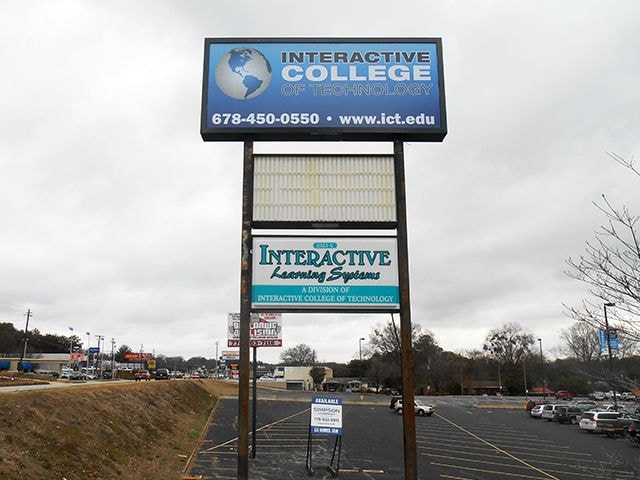 INTERACTIVE
COLLEGE
OF TECHNOLOGY
678-450-0550 • www.ict.edu
INTERACTIVE
Learning Systems
A DIVISION OF
INTERACTIVE COLLEGE OF TECHNOLOGY
AVAILABLE
SIMPSON